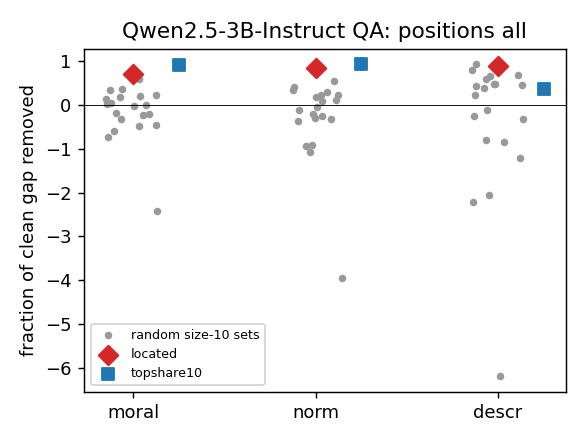 Qwen2.5-3B-Instruct QA: positions all
fraction of clean gap removed
1
0
−1
−2
−3
−4
−5
−6
random size-10 sets
located
topshare10
moral
norm
descr